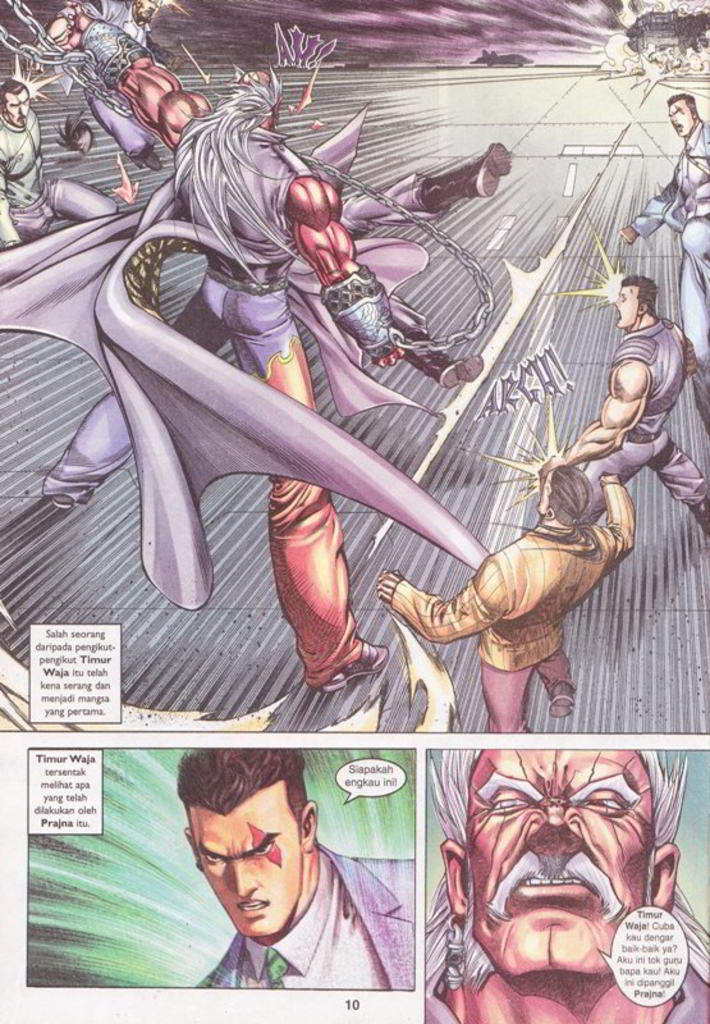 AUH!
ARGH!
Salah seorang
daripada pengikut-
pengikut Timur
Waja itu telah
kena serang dan
menjadi mangsa
yang pertama.
Timur Waja
tersentak
melihat apa
yang telah
dilakukan oleh
Prajna itu.
Siapakah
engkau ini!
Timur
Waja! Cuba
kau dengar
baik-baik ya?
Aku ini tok guru
bapa kau! Aku
ini dipanggil
Prajna!
10